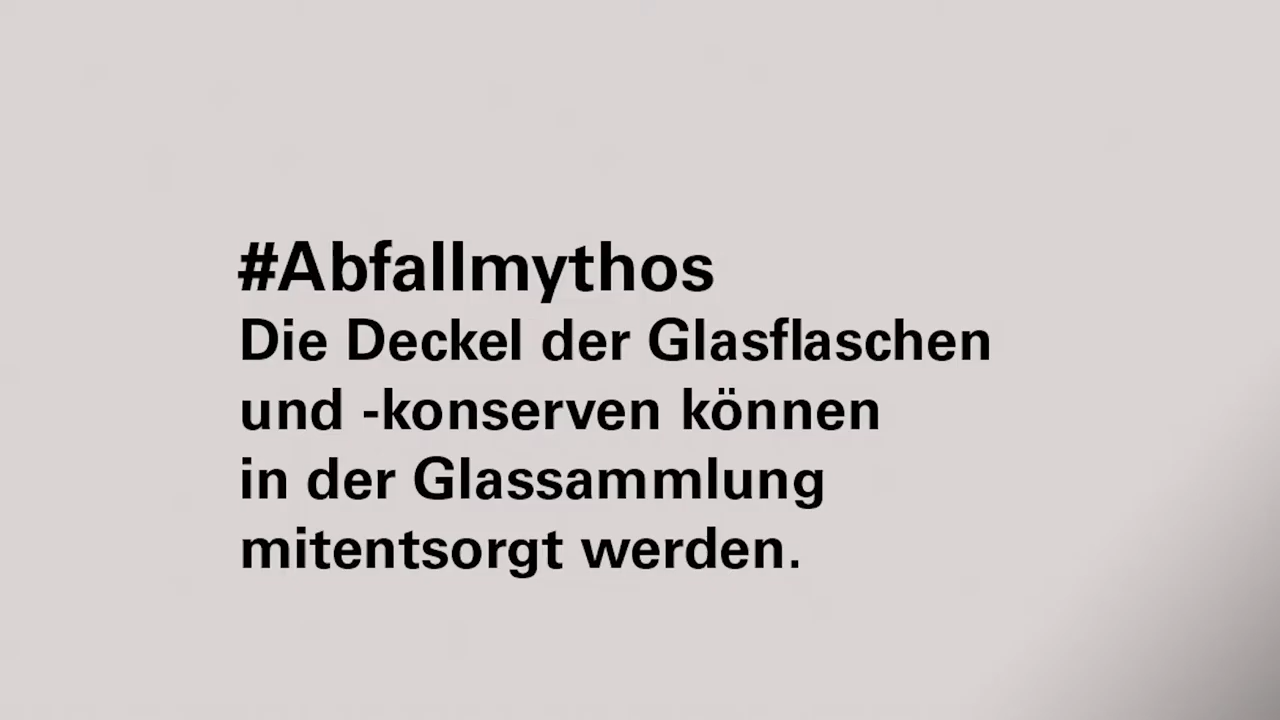 #Abfallmythos
Die Deckel der Glasflaschen
und -konserven können
in der Glassammlung
mitentsorgt werden.